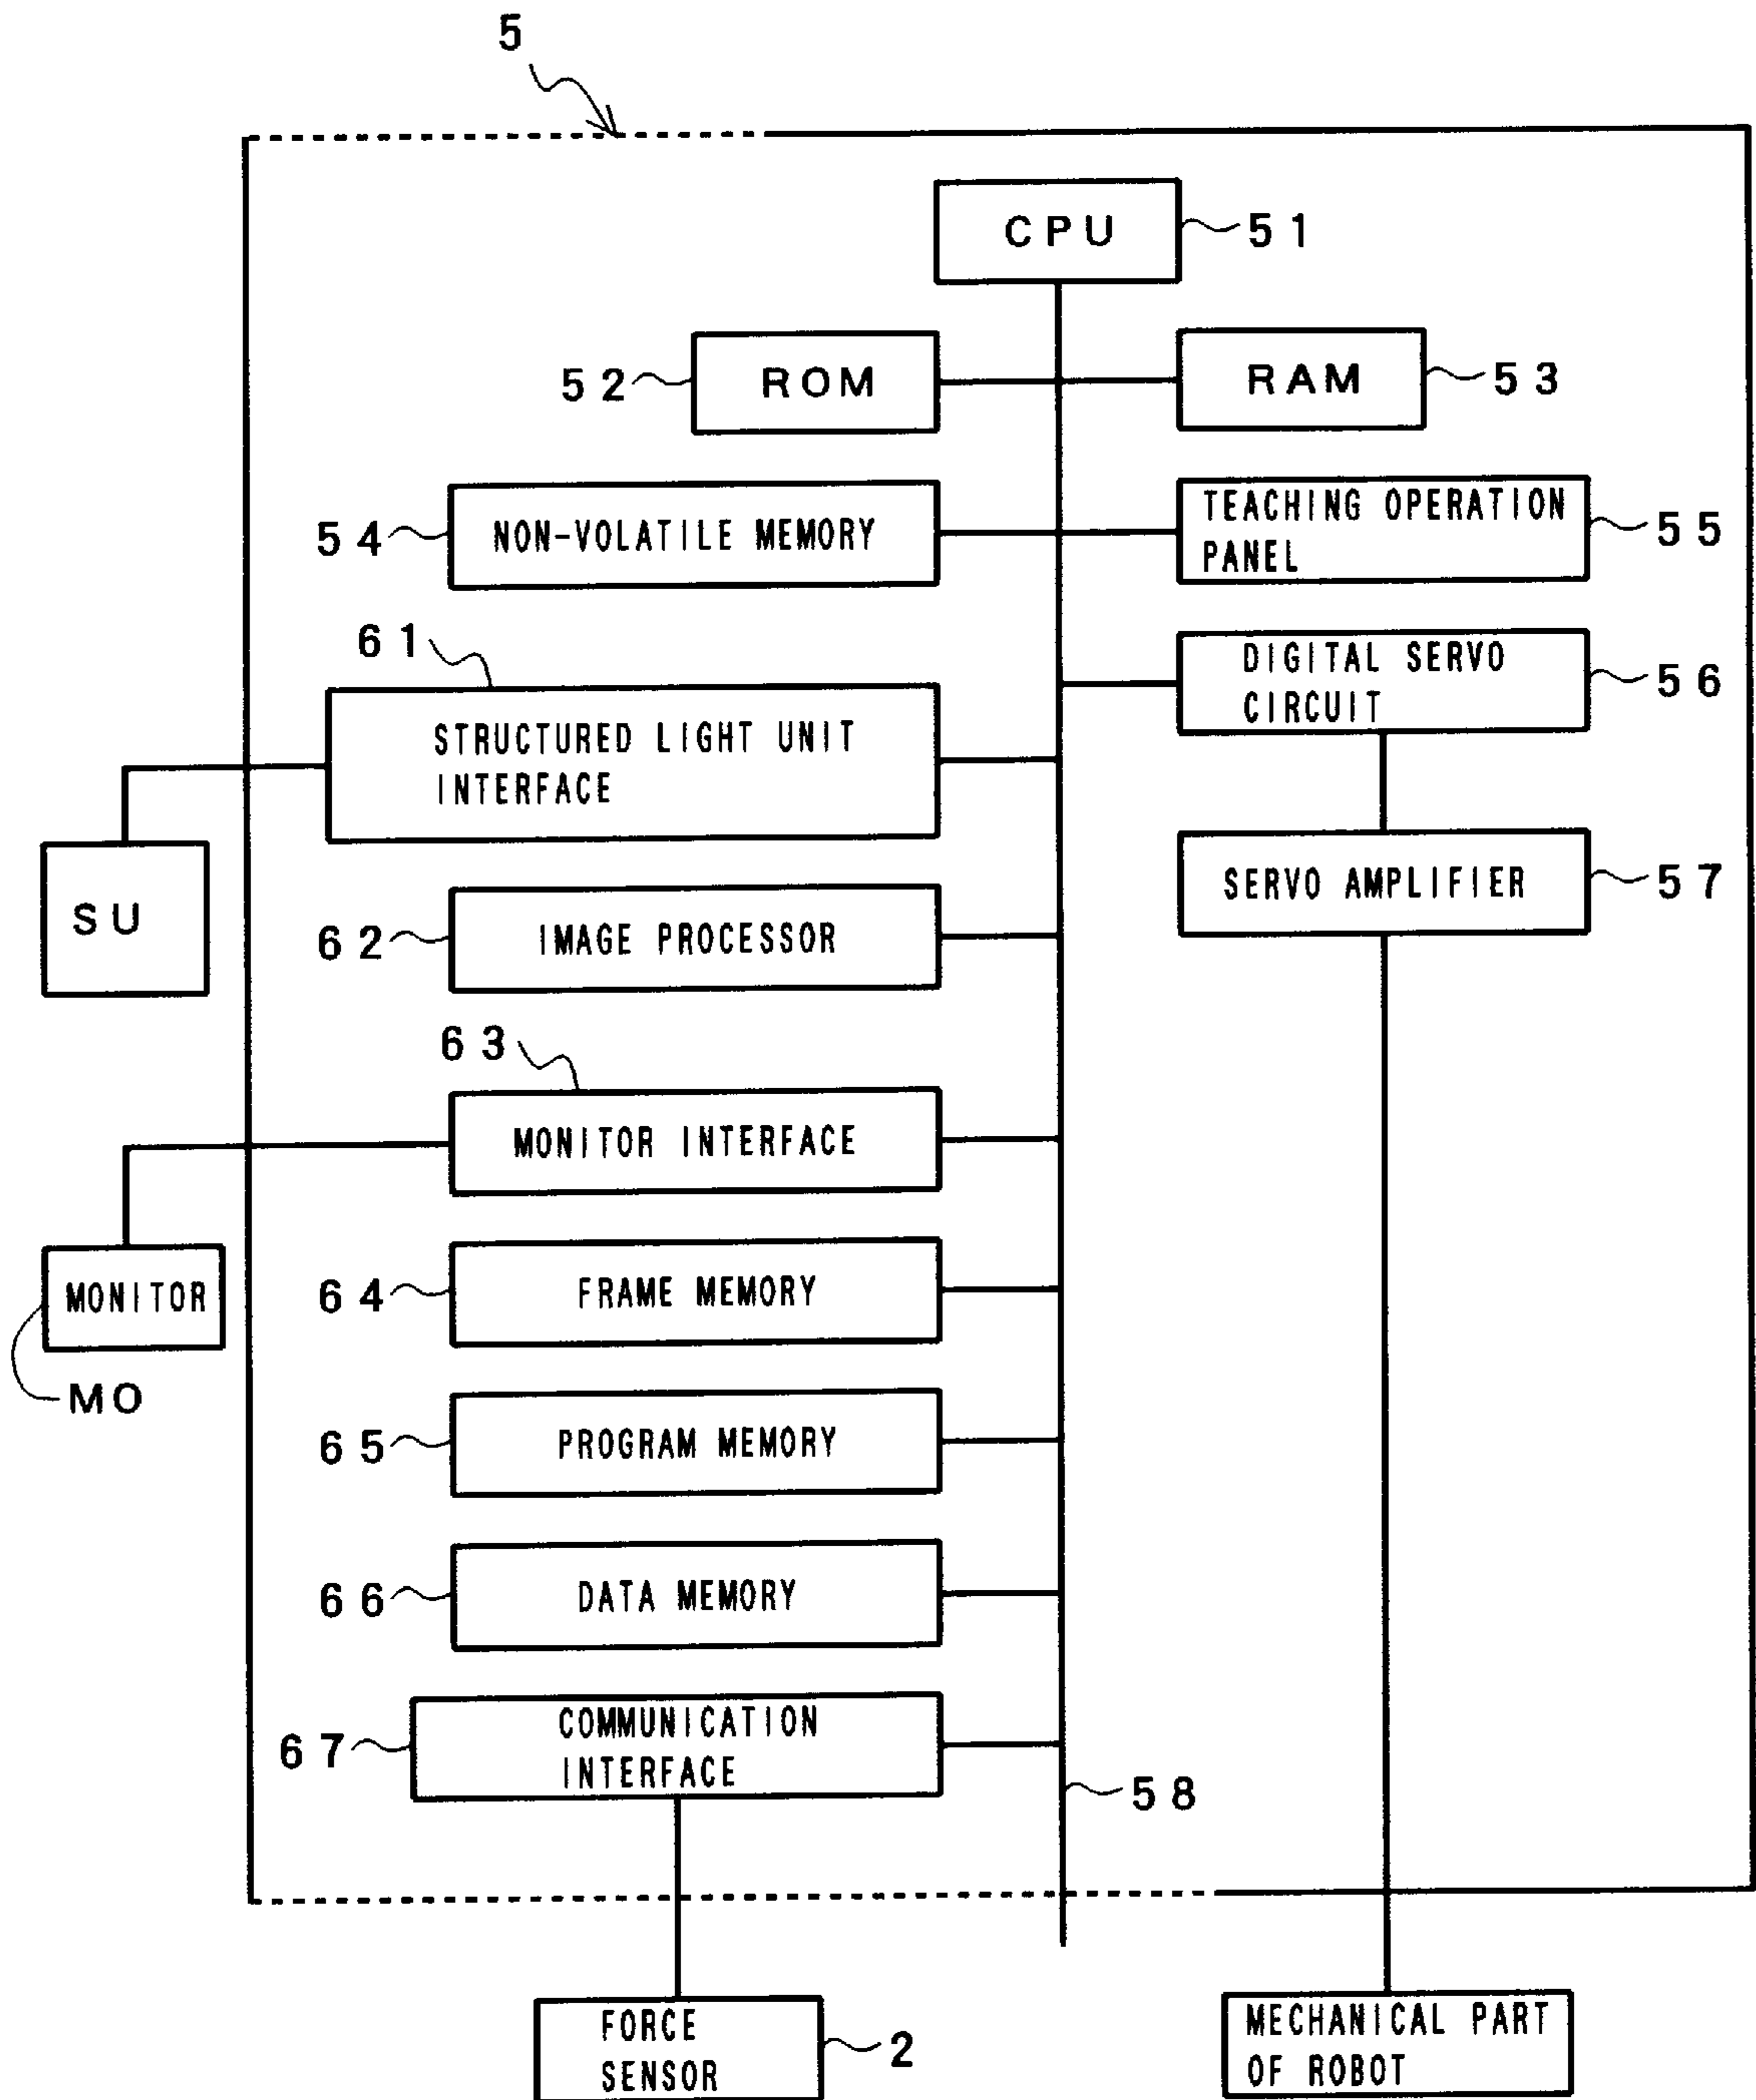 5
CPU
51
52
ROM
RAM
53
54
NON-VOLATILE MEMORY
TEACHING OPERATION
PANEL
55
61
DIGITAL SERVO
CIRCUIT
56
STRUCTURED LIGHT UNIT
INTERFACE
SU
SERVO AMPLIFIER
57
62
IMAGE PROCESSOR
63
MONITOR INTERFACE
MONITOR
MO
64
FRAME MEMORY
65
PROGRAM MEMORY
66
DATA MEMORY
67
COMMUNICATION
INTERFACE
58
FORCE
SENSOR
2
MECHANICAL PART
OF ROBOT